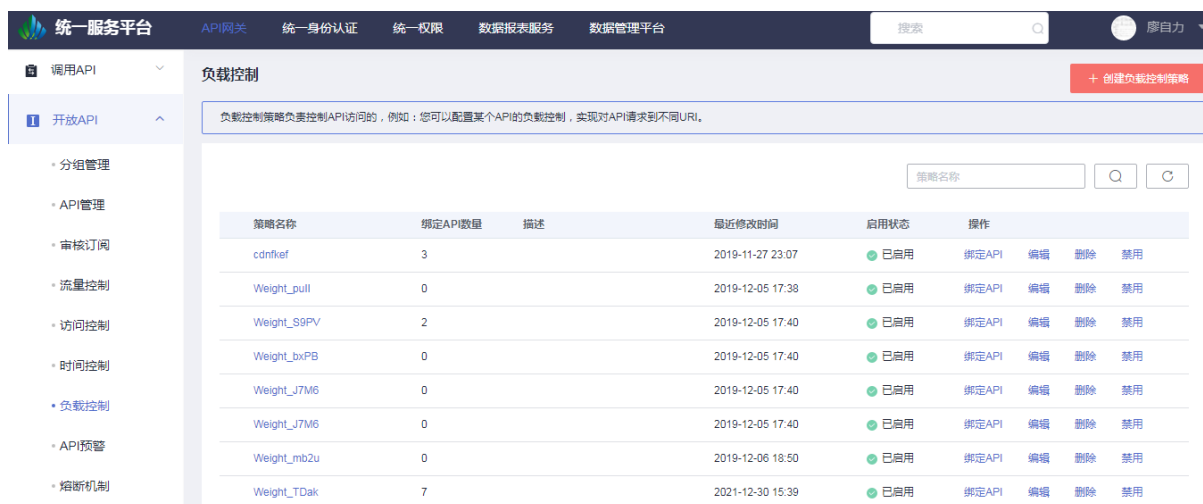 统一服务平台 API网关 统一身份认证 统一权限 数据报表服务 数据管理平台 搜索 廖自力
调用API
负载控制
+ 创建负载控制策略
开放API
负载控制策略负责控制API访问的，例如：您可以配置某个API的负载控制，实现对API请求到不同URI。
分组管理
策略名称
API管理
策略名称 绑定API数量 描述 最近修改时间 启用状态 操作
审核订阅
cdnfkef 3 2019-11-27 23:07 已启用 绑定API 编辑 删除 禁用
流量控制
Weight_pull 0 2019-12-05 17:38 已启用 绑定API 编辑 删除 禁用
访问控制
Weight_S9PV 2 2019-12-05 17:40 已启用 绑定API 编辑 删除 禁用
时间控制
Weight_bxPB 0 2019-12-05 17:40 已启用 绑定API 编辑 删除 禁用
Weight_J7M6 0 2019-12-05 17:40 已启用 绑定API 编辑 删除 禁用
负载控制
Weight_J7M6 0 2019-12-05 17:40 已启用 绑定API 编辑 删除 禁用
API预警
Weight_mb2u 0 2019-12-06 18:50 已启用 绑定API 编辑 删除 禁用
熔断机制
Weight_TDak 7 2021-12-30 15:39 已启用 绑定API 编辑 删除 禁用